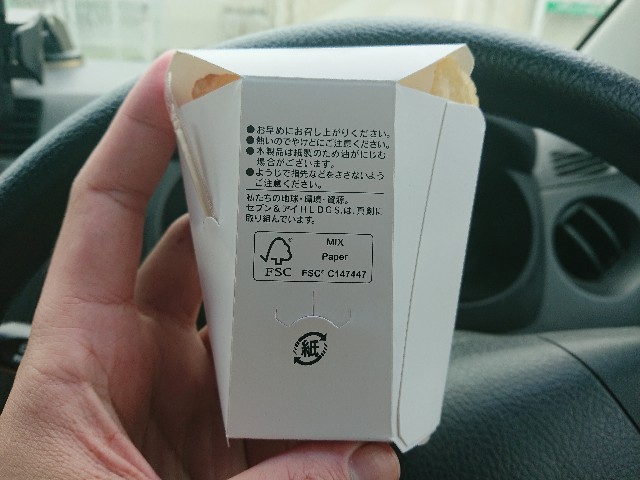 ●お早めにお召し上がりください。
●熱いのでやけどにご注意ください。
●本製品は紙製のため油がにじむ
場合がございます。
●ようじで指先などをささないよう
ご注意ください。
私たちの地球・環境・資源。
セブン&アイHLDGS.は、真剣に
取り組んでいます。
MIX
Paper
FSC
FSC® C147447
紙